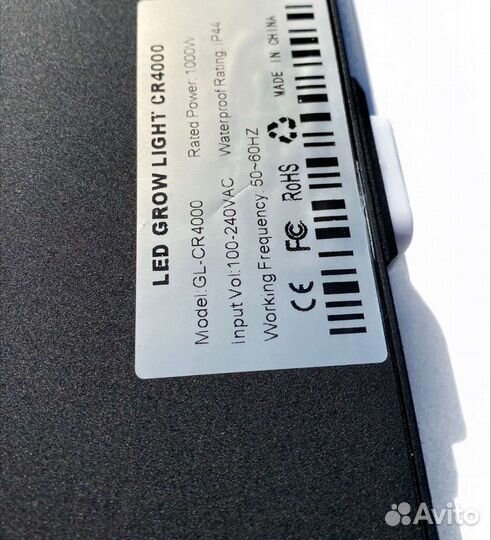 LED GROW LIGHT CR4000
Model:GL-CR4000 Rated Power: 1000W
Input Vol:100-240VAC Waterproof Rating: IP44
Working Frequency: 50~60HZ
CE FC RoHS MADE IN CHINA
Avito